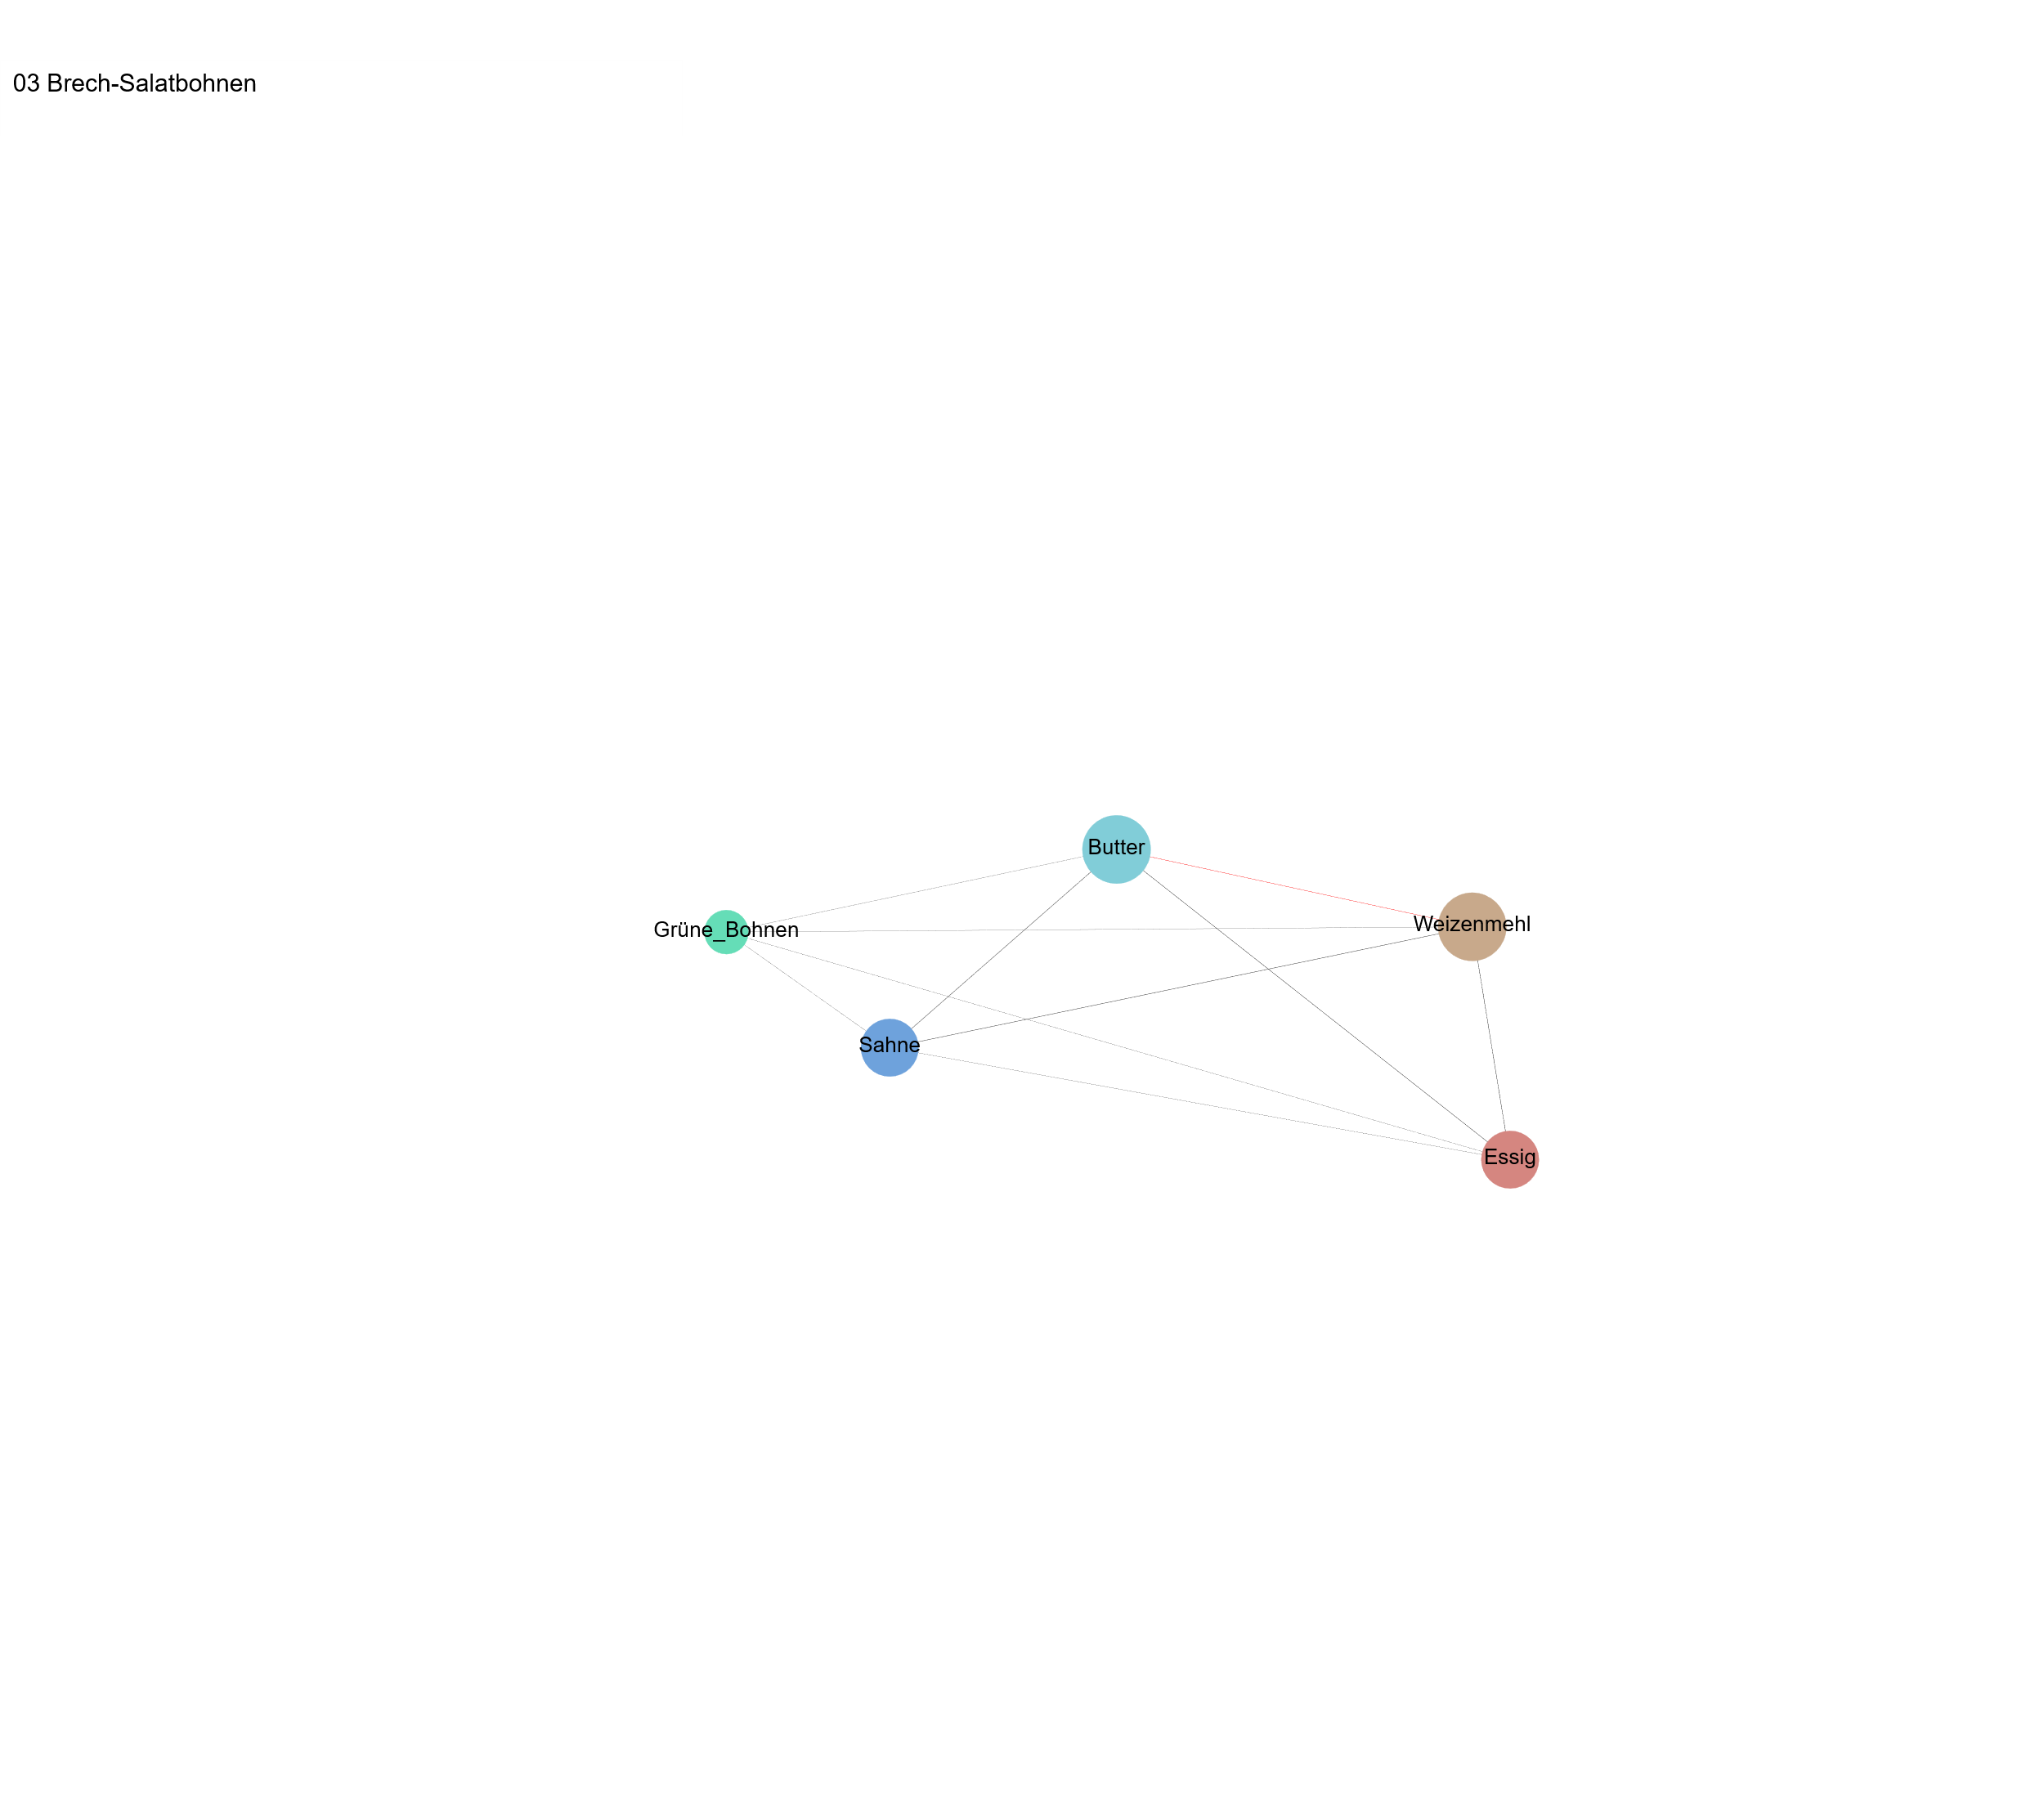 03 Brech-Salatbohnen
Butter
Weizenmehl
Grüne_Bohnen
Sahne
Essig